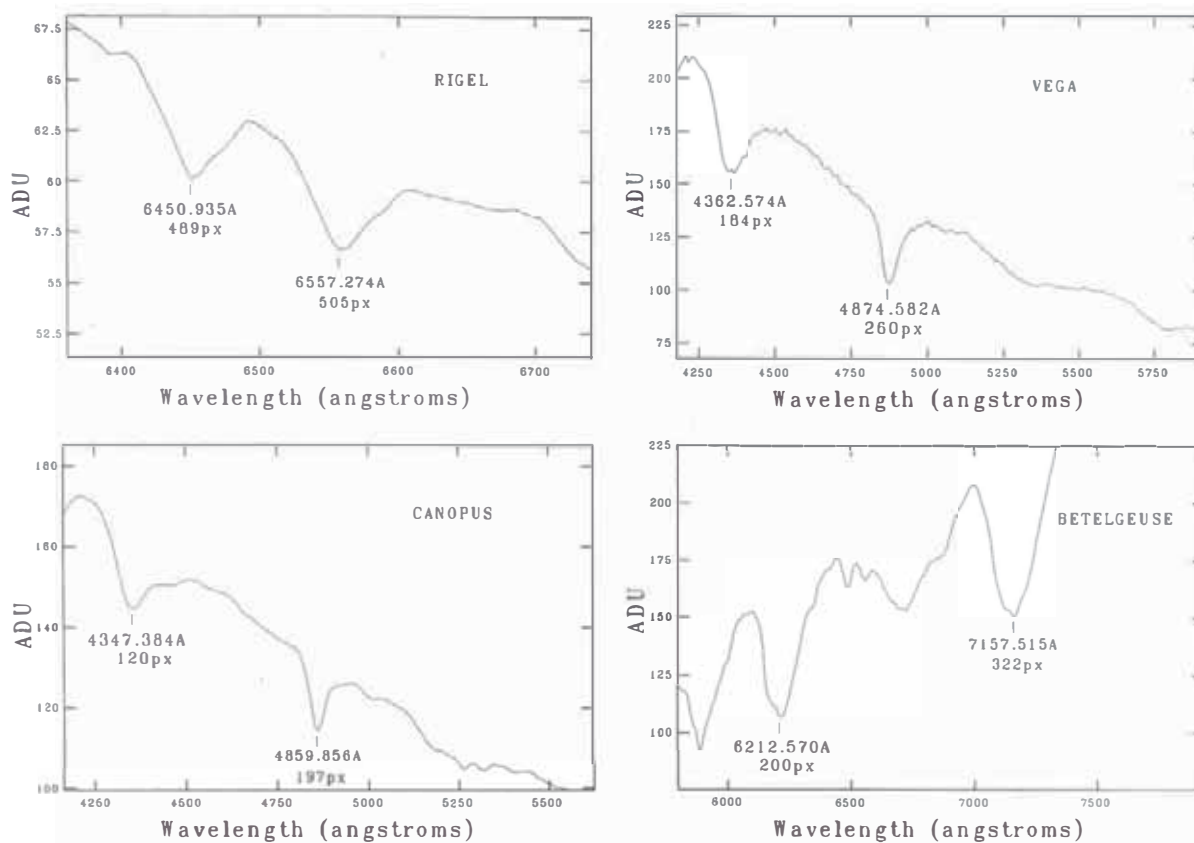 67.5
65
62.5
60
57.5
55
52.5
ADU
RIGEL
6450.935A
489px
6557.274A
505px
6400
6500
6600
6700
Wavelength (angstroms)
225
200
175
150
125
100
75
ADU
VEGA
4362.574A
184px
4874.582A
260px
4250
4500
4750
5000
5250
5500
5750
Wavelength (angstroms)
180
160
140
120
100
ADU
CANOPUS
4347.384A
120px
4859.856A
197px
4250
4500
4750
5000
5250
5500
Wavelength (angstroms)
225
200
175
150
125
100
ADU
BETELGEUSE
7157.515A
322px
6212.570A
200px
6000
6500
7000
7500
Wavelength (angstroms)